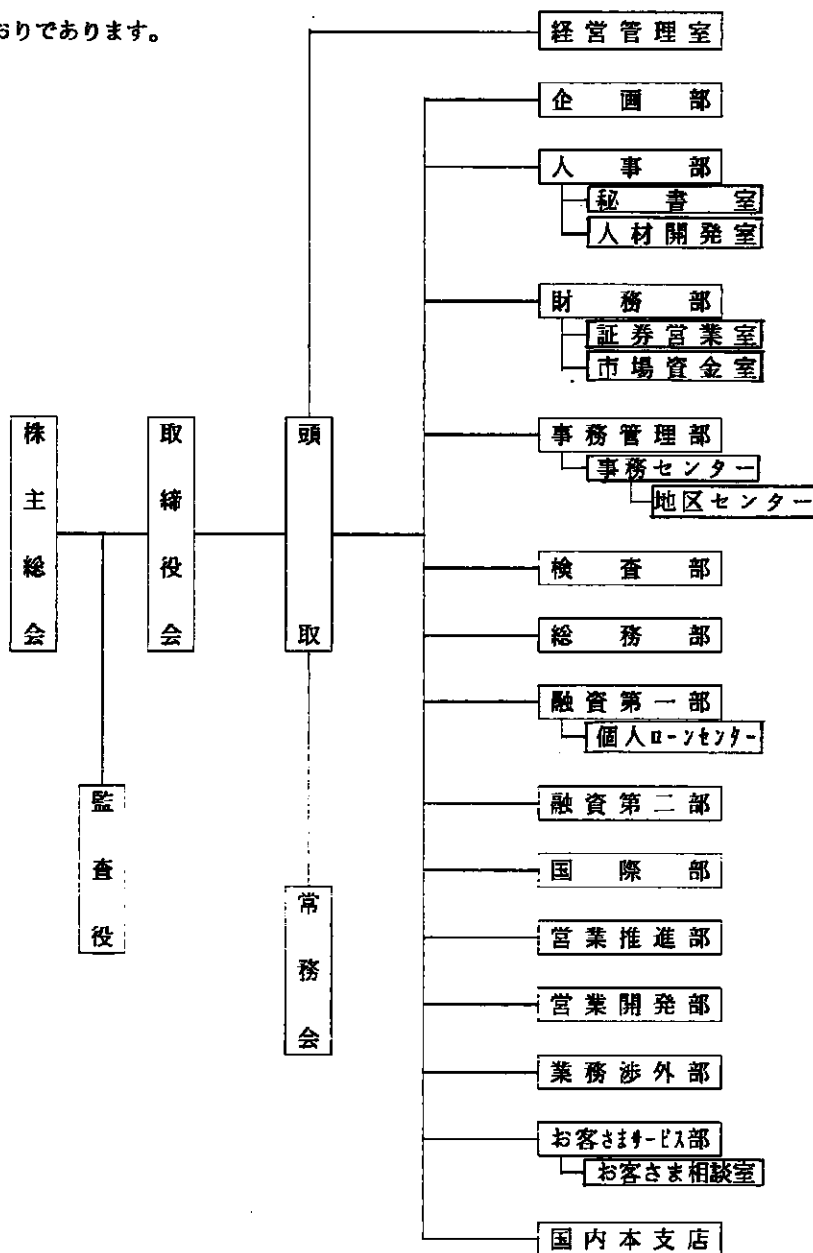 おりであります。
経営管理室
企画部
人事部
秘書室
人材開発室
財務部
証券営業室
市場資金室
株主総会
取締役会
頭取
事務管理部
事務センター
地区センター
検査部
総務部
融資第一部
個人ローンセンター
監査役
融資第二部
常務会
国際部
営業推進部
営業開発部
業務渉外部
お客さまサービス部
お客さま相談室
国内本支店